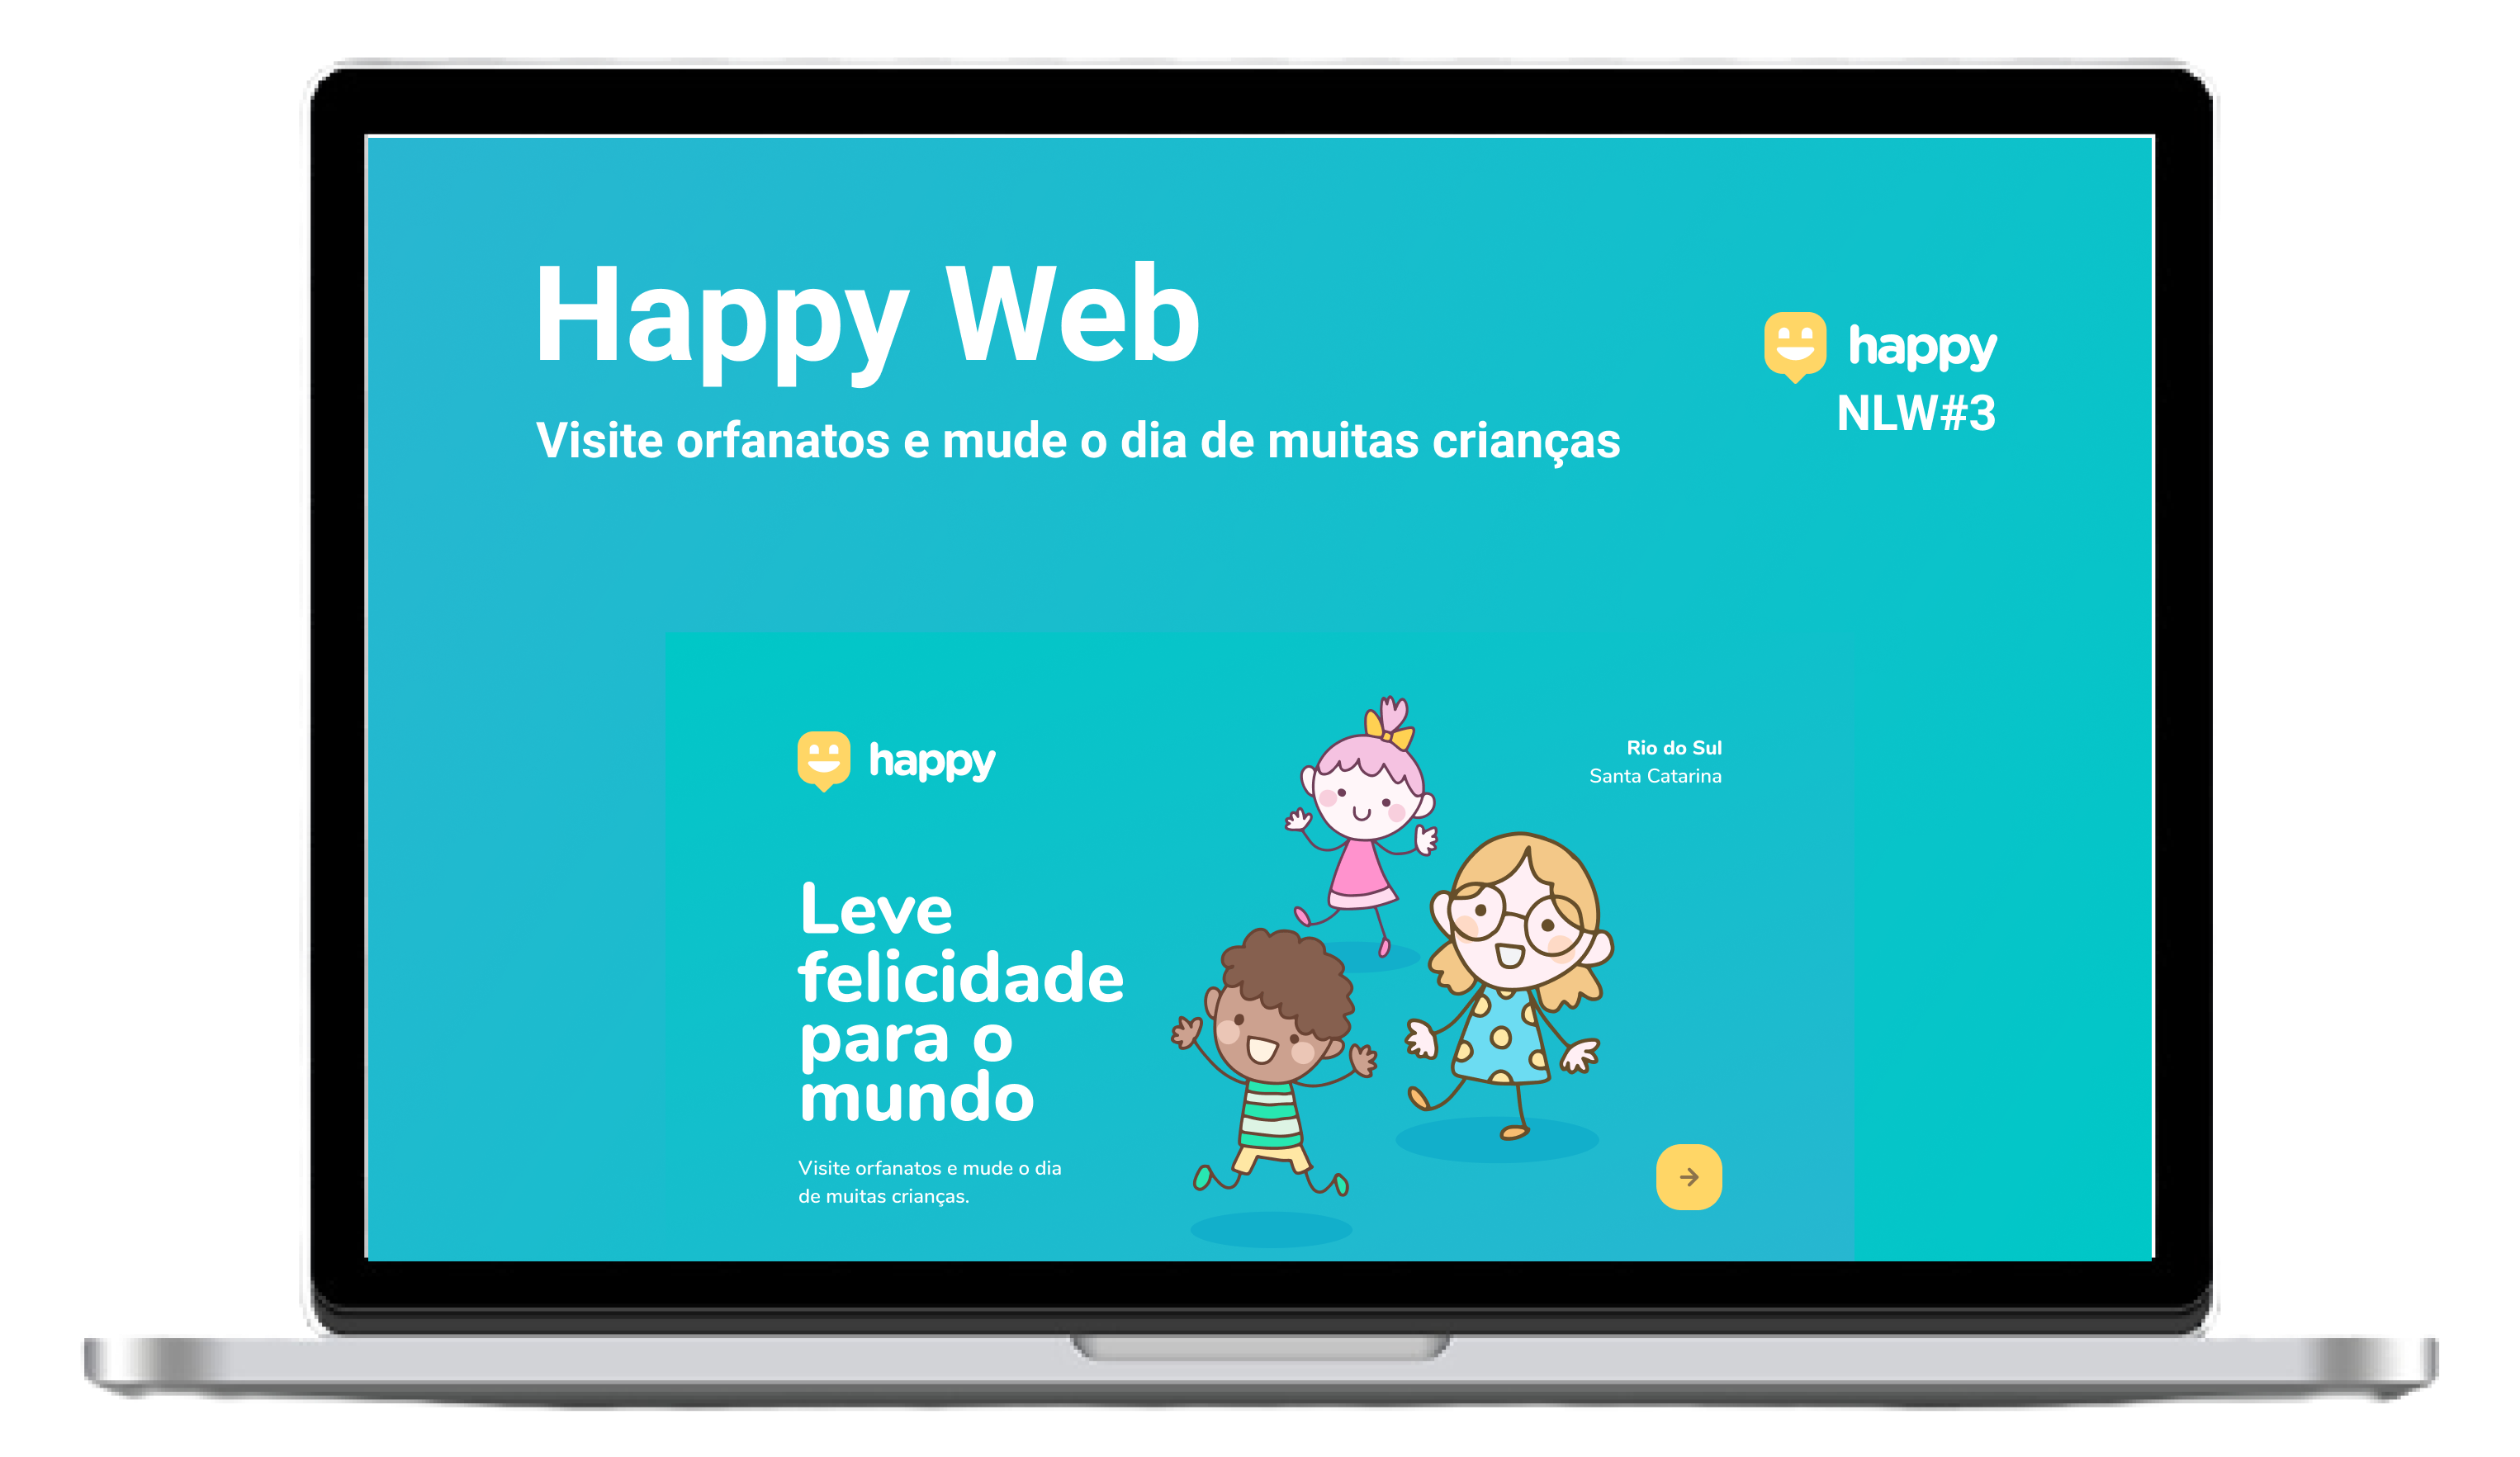 Happy Web
Visite orfanatos e mude o dia de muitas crianças
happy
NLW#3
happy
Rio do Sul
Santa Catarina
Leve
felicidade
para o
mundo
Visite orfanatos e mude o dia
de muitas crianças.